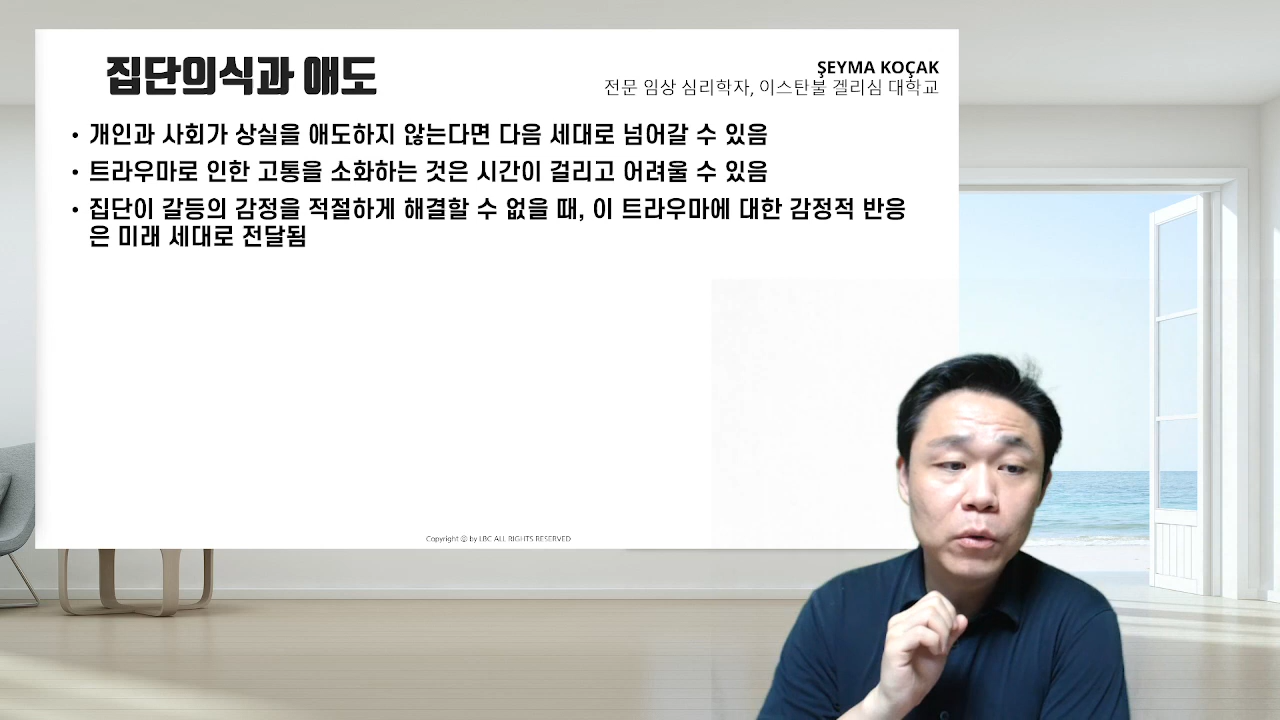 집단의식과 애도
ŞEYMA KOÇAK
전문 임상 심리학자, 이스탄불 겔리심 대학교
• 개인과 사회가 상실을 애도하지 않는다면 다음 세대로 넘어갈 수 있음
• 트라우마로 인한 고통을 소화하는 것은 시간이 걸리고 어려울 수 있음
• 집단이 갈등의 감정을 적절하게 해결할 수 없을 때, 이 트라우마에 대한 감정적 반응
은 미래 세대로 전달됨
Copyright ⓒ by LBC ALL RIGHTS RESERVED